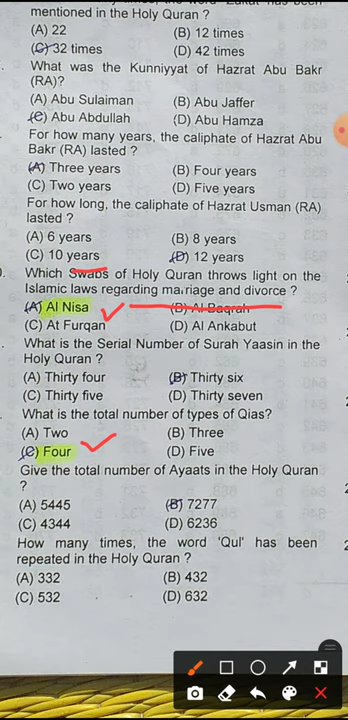 mentioned in the Holy Quran ?
(A) 22 (B) 12 times
(C) 32 times (D) 42 times
What was the Kunniyyat of Hazrat Abu Bakr
(RA)?
(A) Abu Sulaiman (B) Abu Jaffer
(C) Abu Abdullah (D) Abu Hamza
For how many years, the caliphate of Hazrat Abu
Bakr (RA) lasted ?
(A) Three years (B) Four years
(C) Two years (D) Five years
For how long, the caliphate of Hazrat Usman (RA)
lasted ?
(A) 6 years (B) 8 years
(C) 10 years (D) 12 years
Which Swabs of Holy Quran throws light on the
Islamic laws regarding marriage and divorce ?
(A) Al Nisa (B) Al Baqrah
(C) At Furqan (D) Al Ankabut
What is the Serial Number of Surah Yaasin in the
Holy Quran ?
(A) Thirty four (B) Thirty six
(C) Thirty five (D) Thirty seven
What is the total number of types of Qias?
(A) Two (B) Three
(C) Four (D) Five
Give the total number of Ayaats in the Holy Quran
?
(A) 5445 (B) 7277
(C) 4344 (D) 6236
How many times, the word 'Qul' has been
repeated in the Holy Quran ?
(A) 332 (B) 432
(C) 532 (D) 632